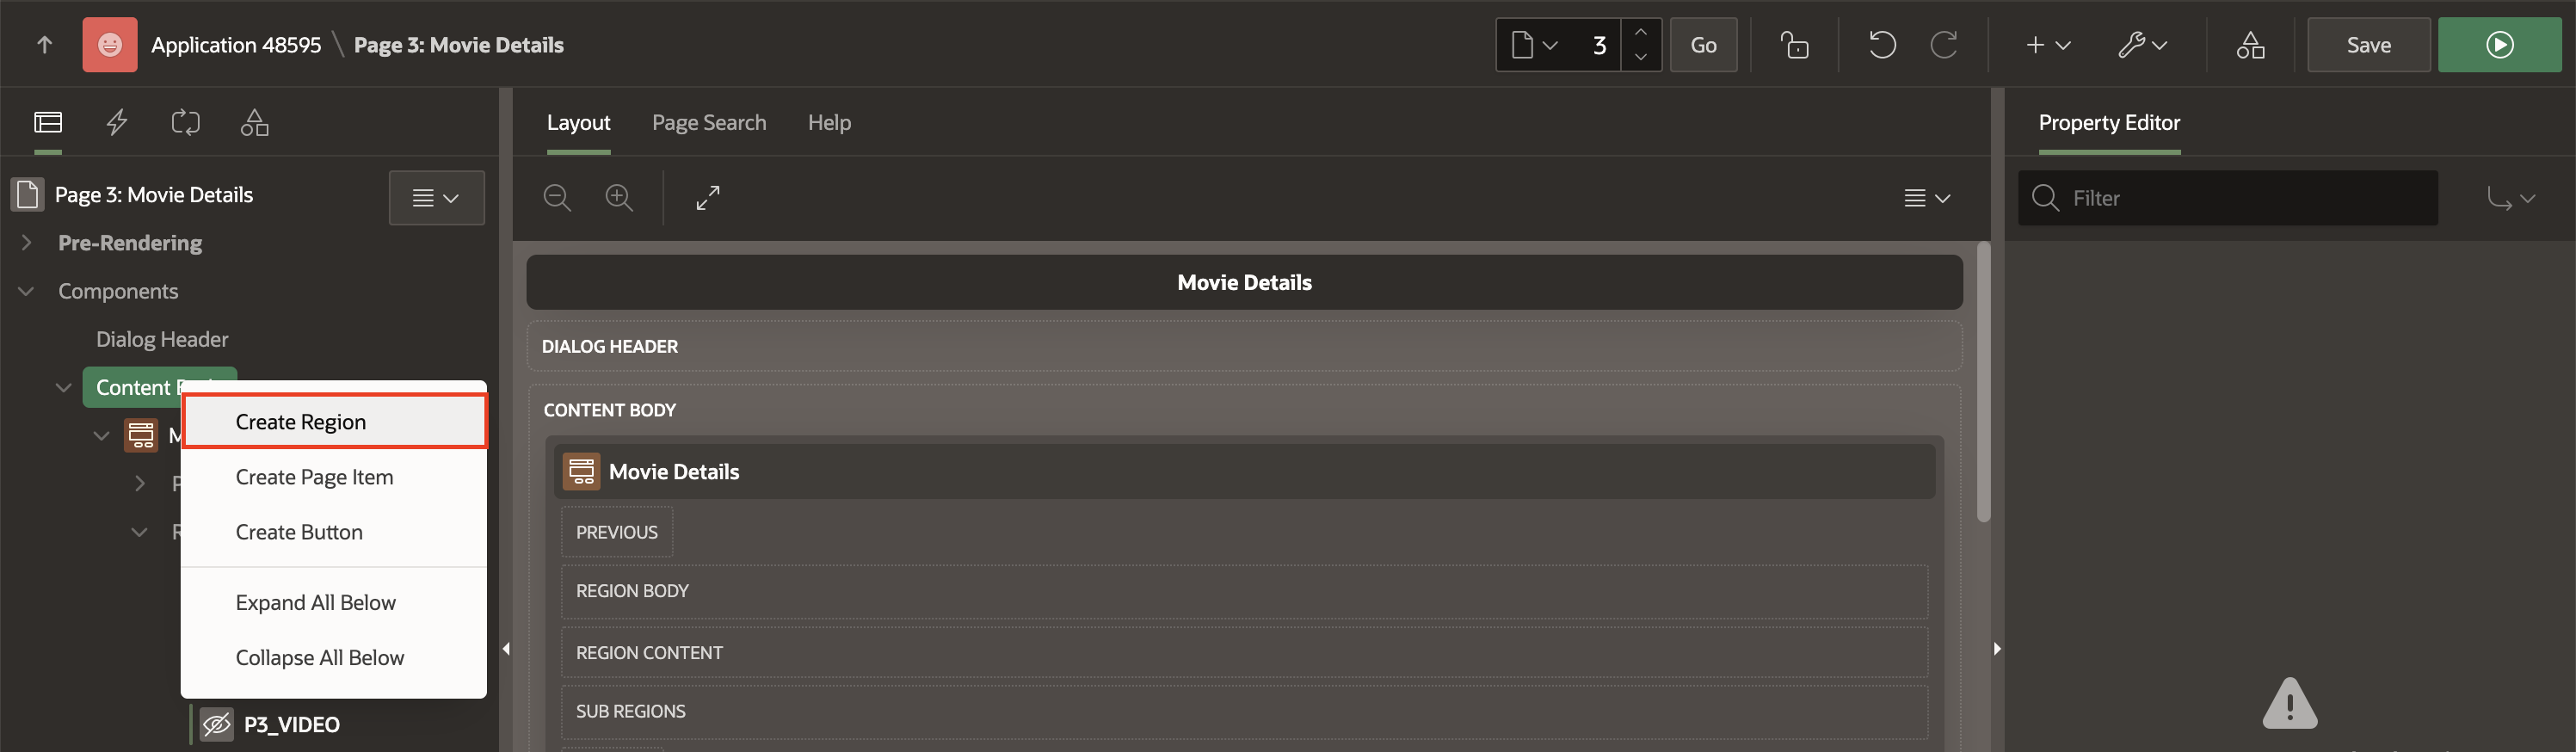 Application 48595 \ Page 3: Movie Details
3
Go
Save
Layout
Page Search
Help
Property Editor
Page 3: Movie Details
Filter
Pre-Rendering
Components
Dialog Header
Content
Create Region
Create Page Item
Create Button
Expand All Below
Collapse All Below
P3_VIDEO
Movie Details
DIALOG HEADER
CONTENT BODY
Movie Details
PREVIOUS
REGION BODY
REGION CONTENT
SUB REGIONS